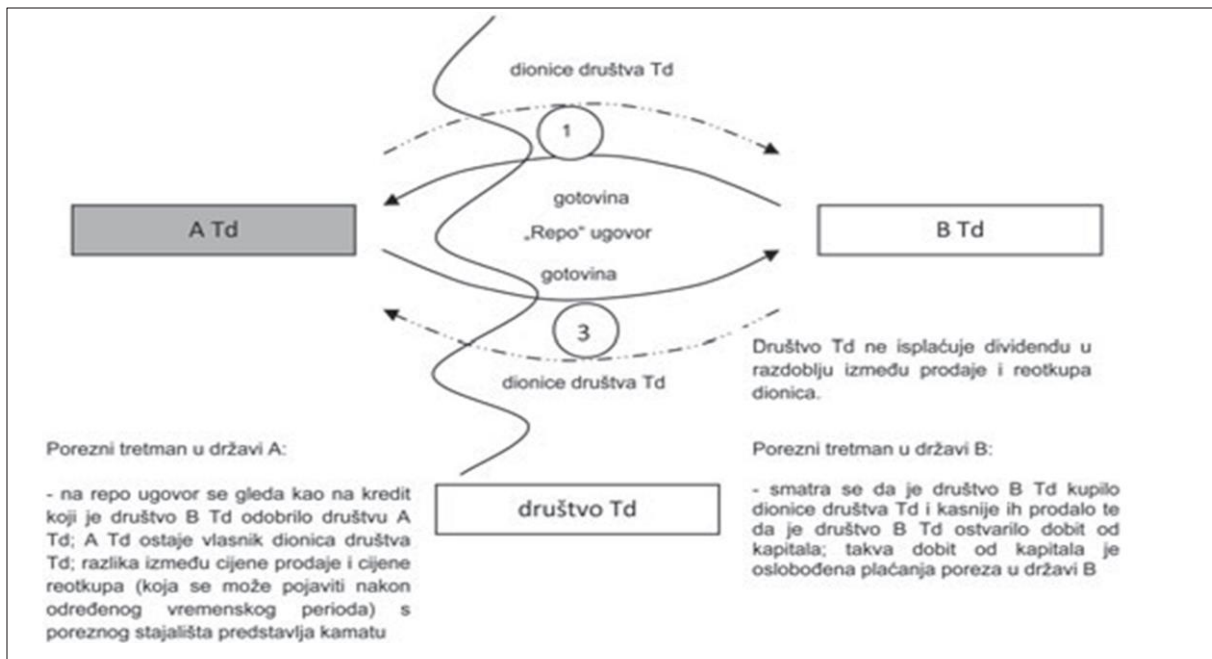 dionice društva Td
1
gotovina
A Td
„Repo“ ugovor
B Td
gotovina
3
dionice društva Td
Društvo Td ne isplaćuje dividendu u
razdoblju između prodaje i reotkupa
dionica.
Porezni tretman u državi A:
- na repo ugovor se gleda kao na kredit
koji je društvo B Td odobrilo društvu A
Td; A Td ostaje vlasnik dionica društva
Td; razlika između cijene prodaje i cijene
reotkupa (koja se može pojaviti nakon
određenog vremenskog perioda) s
poreznog stajališta predstavlja kamatu
društvo Td
Porezni tretman u državi B:
- smatra se da je društvo B Td kupilo
dionice društva Td i kasnije ih prodalo te
da je društvo B Td ostvarilo dobit od
kapitala; takva dobit od kapitala je
oslobođena plaćanja poreza u državi B